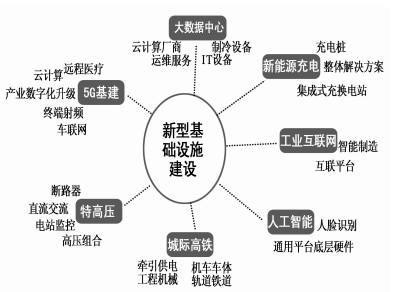 大数据中心
云计算厂商 制冷设备
运维服务 IT设备
充电桩
新能源充电 整体解决方案
集成式充换电站
云计算 远程医疗
产业数字化升级 5G基建
终端射频
车联网
新型基
础设施
建设
工业互联网 智能制造
互联平台
断路器
直流交流 特高压
电站监控
高压组合
人工智能 人脸识别
通用平台底层硬件
城际高铁
牵引供电 机车车体
工程机械 轨道铁道